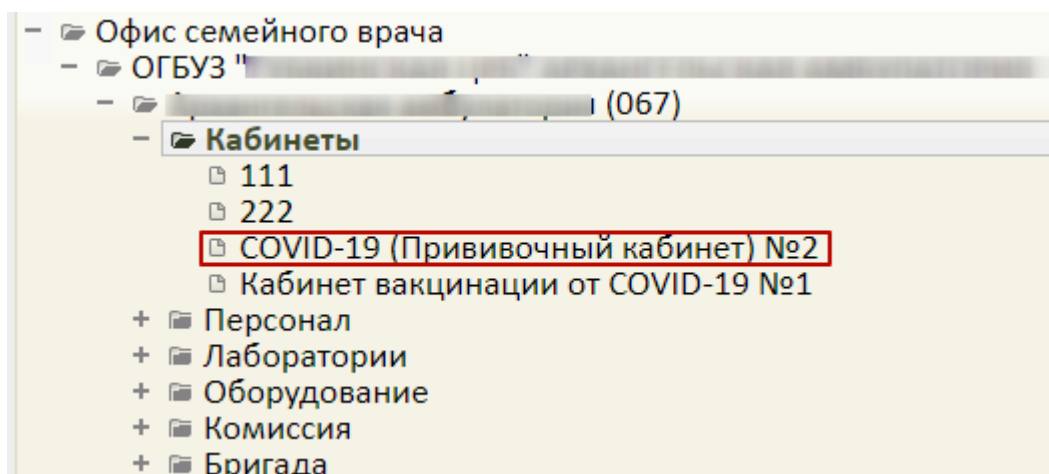 Офис семейного врача
ОГБУЗ "
(067)
Кабинеты
111
222
COVID-19 (Прививочный кабинет) №2
Кабинет вакцинации от COVID-19 №1
Персонал
Лаборатории
Оборудование
Комиссия
Бригада